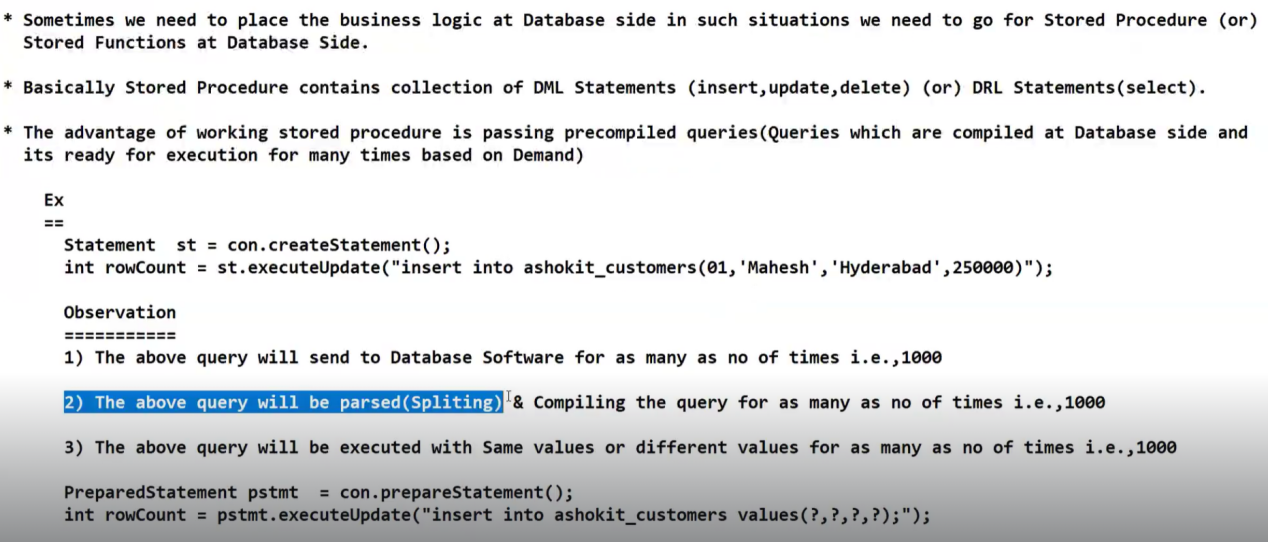 * Sometimes we need to place the business logic at Database side in such situations we need to go for Stored Procedure (or)
Stored Functions at Database Side.
* Basically Stored Procedure contains collection of DML Statements (insert,update,delete) (or) DRL Statements(select).
* The advantage of working stored procedure is passing precompiled queries(Queries which are compiled at Database side and
its ready for execution for many times based on Demand)
Ex
==
Statement  st = con.createStatement();
int rowCount = st.executeUpdate("insert into ashokit_customers(01,'Mahesh','Hyderabad',250000)");
Observation
===========
1) The above query will send to Database Software for as many as no of times i.e.,1000
2) The above query will be parsed(Spliting) & Compiling the query for as many as no of times i.e.,1000
3) The above query will be executed with Same values or different values for as many as no of times i.e.,1000
PreparedStatement pstmt  = con.prepareStatement();
int rowCount = pstmt.executeUpdate("insert into ashokit_customers values(?,?,?,?);");